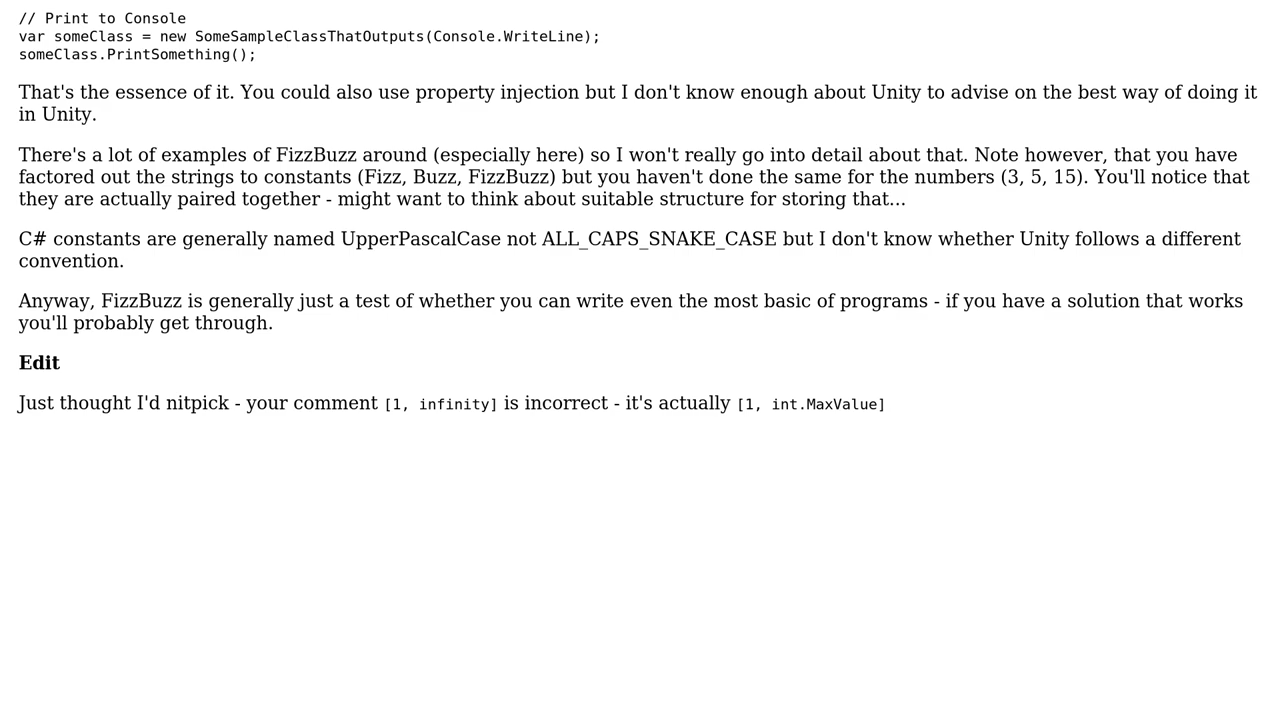 // Print to Console
var someClass = new SomeSampleClassThatOutputs(Console.WriteLine);
someClass.PrintSomething();
That's the essence of it. You could also use property injection but I don't know enough about Unity to advise on the best way of doing it
in Unity.
There's a lot of examples of FizzBuzz around (especially here) so I won't really go into detail about that. Note however, that you have
factored out the strings to constants (Fizz, Buzz, FizzBuzz) but you haven't done the same for the numbers (3, 5, 15). You'll notice that
they are actually paired together - might want to think about suitable structure for storing that...
C# constants are generally named UpperPascalCase not ALL_CAPS_SNAKE_CASE but I don't know whether Unity follows a different
convention.
Anyway, FizzBuzz is generally just a test of whether you can write even the most basic of programs - if you have a solution that works
you'll probably get through.
Edit
Just thought I'd nitpick - your comment [1, infinity] is incorrect - it's actually [1, int.MaxValue]